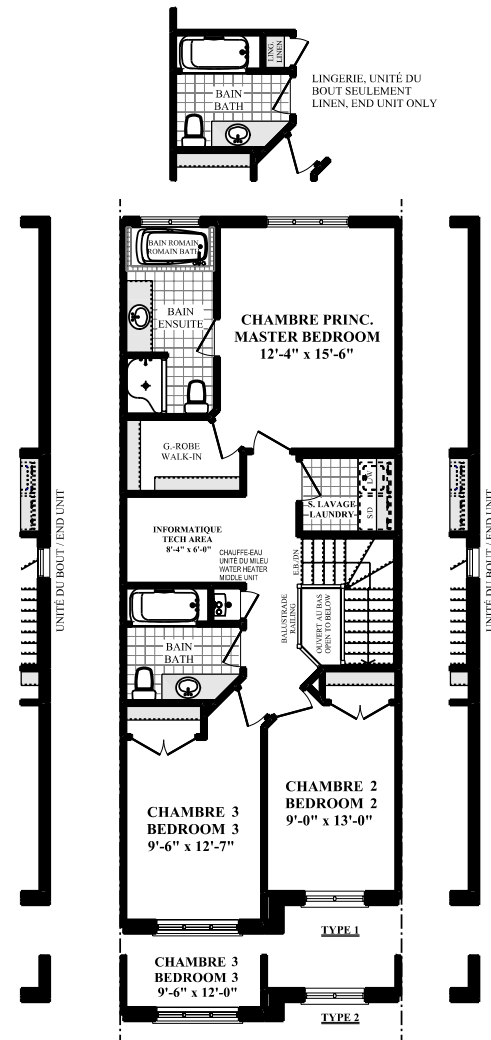 LING.
LINEN
BAIN
BATH
LINGERIE, UNITÉ DU
BOUT SEULEMENT
LINEN, END UNIT ONLY
BAIN ROMAIN
ROMAIN BATH
BAIN
ENSUITE
CHAMBRE PRINC.
MASTER BEDROOM
12'-4" x 15'-6"
G.-ROBE
WALK-IN
S. LAVAGE
LAUNDRY
L/W
S/D
INFORMATIQUE
TECH AREA
8'-4" x 6'-0"
CHAUFFE-EAU
UNITÉ DU MILEU
WATER HEATER
MIDDLE UNIT
E.B./DN
BALUSTRADE
RAILING
OUVERT AU BAS
OPEN TO BELOW
BAIN
BATH
UNITÉ DU BOUT / END UNIT
UNITÉ DU BOUT / END UNIT
CHAMBRE 3
BEDROOM 3
9'-6" x 12'-7"
CHAMBRE 2
BEDROOM 2
9'-0" x 13'-0"
TYPE 1
CHAMBRE 3
BEDROOM 3
9'-6" x 12'-0"
TYPE 2